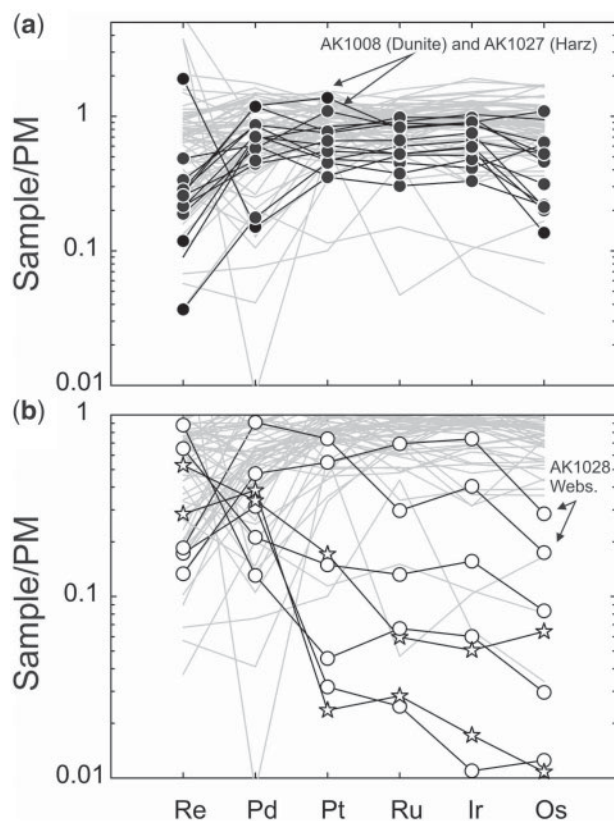 (a)
AK1008 (Dunite) and AK1027 (Harz)
1
0.1
0.01
Sample/PM
(b)
1
AK1028
Webs.
0.1
0.01
Sample/PM
Re Pd Pt Ru Ir Os